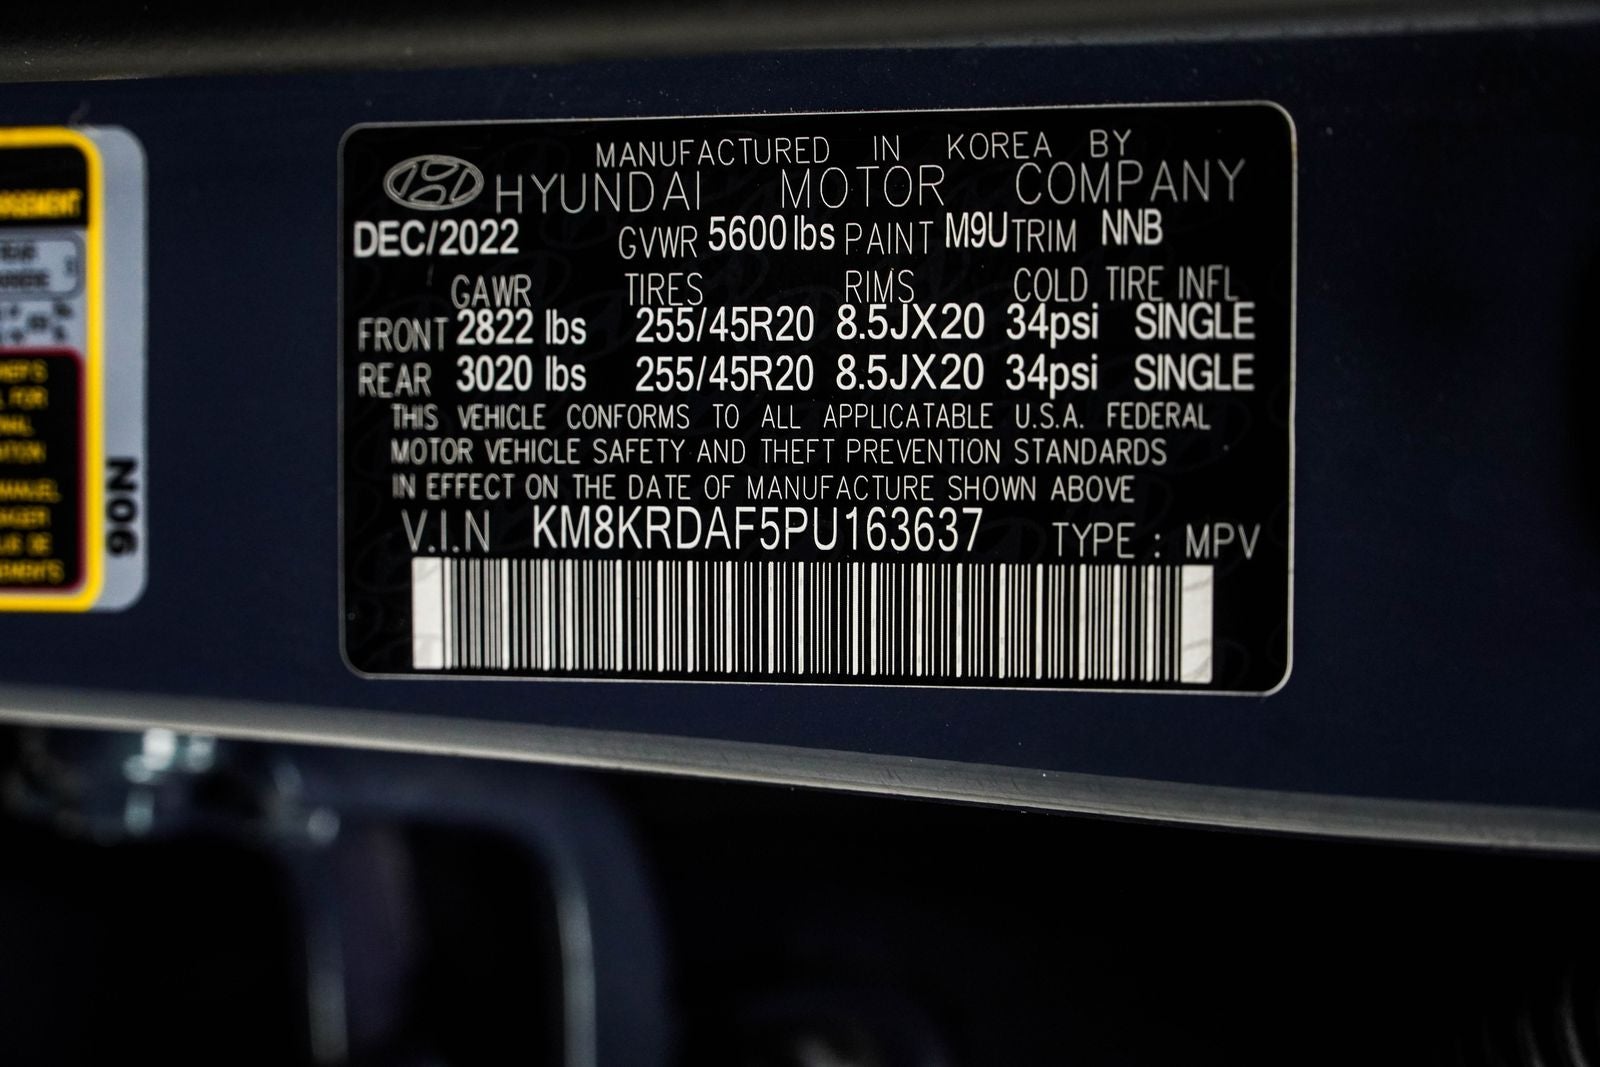 MANUFACTURED IN KOREA BY
HYUNDAI MOTOR COMPANY
DEC/2022 GVWR 5600 lbs PAINT M9U TRIM NNB
GAWR TIRES RIMS COLD TIRE INFL
FRONT 2822 lbs 255/45R20 8.5JX20 34psi SINGLE
REAR 3020 lbs 255/45R20 8.5JX20 34psi SINGLE
THIS VEHICLE CONFORMS TO ALL APPLICATABLE U.S.A. FEDERAL
MOTOR VEHICLE SAFETY AND THEFT PREVENTION STANDARDS
IN EFFECT ON THE DATE OF MANUFACTURE SHOWN ABOVE
V.I.N KM8KRDAF5PU163637 TYPE : MPV
N06